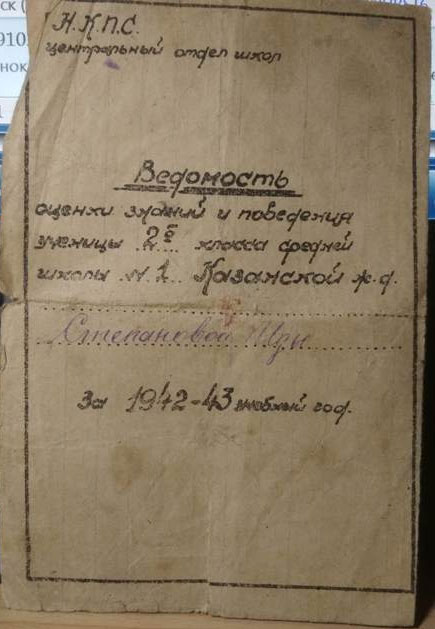 Н.К.П.С.
центральный отдел школ
Ведомость
оценки знаний и поведения
ученицы 2б класса средней
школы № 1 Казанской ж.д.
Степановой
За 1942-43 учебный год.